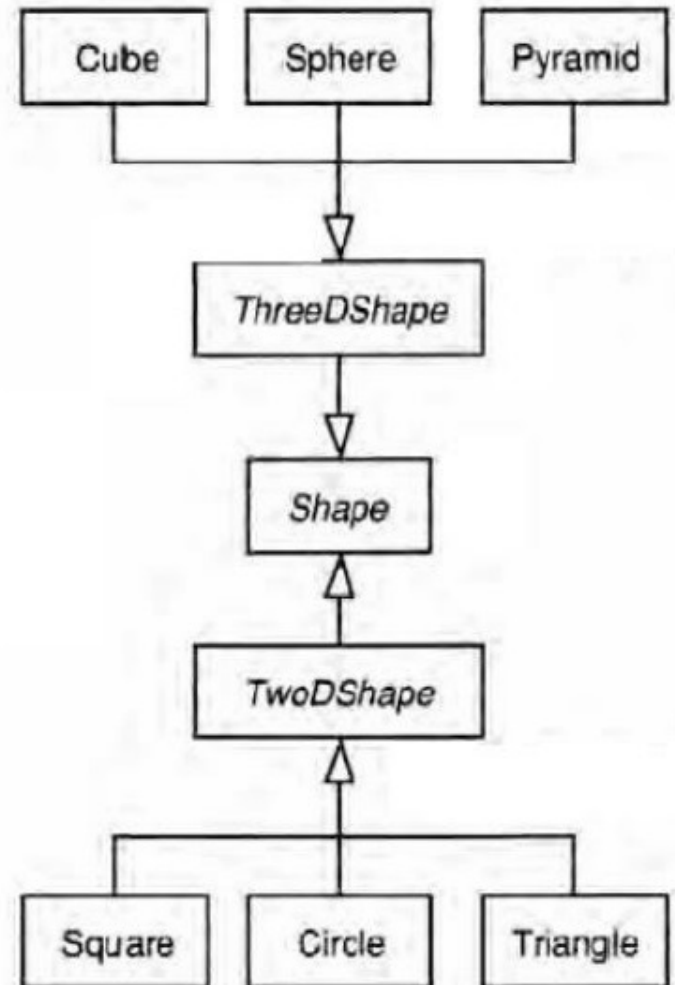 Cube Sphere Pyramid
ThreeDShape
Shape
TwoDShape
Square Circle Triangle